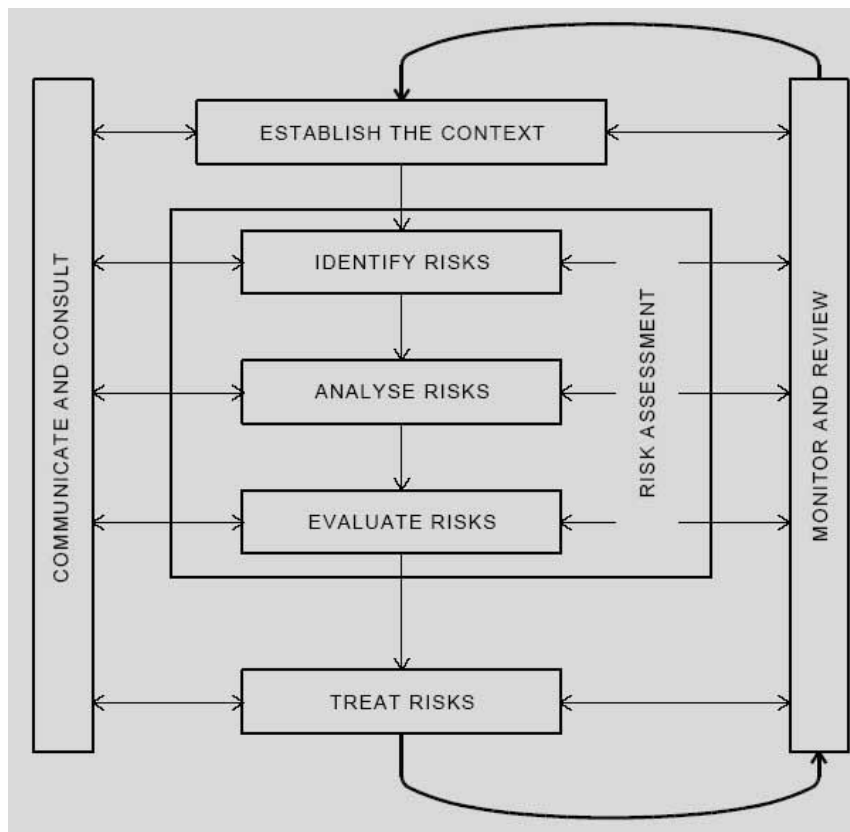 ESTABLISH THE CONTEXT
COMMUNICATE AND CONSULT
IDENTIFY RISKS
ANALYSE RISKS
EVALUATE RISKS
RISK ASSESSMENT
MONITOR AND REVIEW
TREAT RISKS